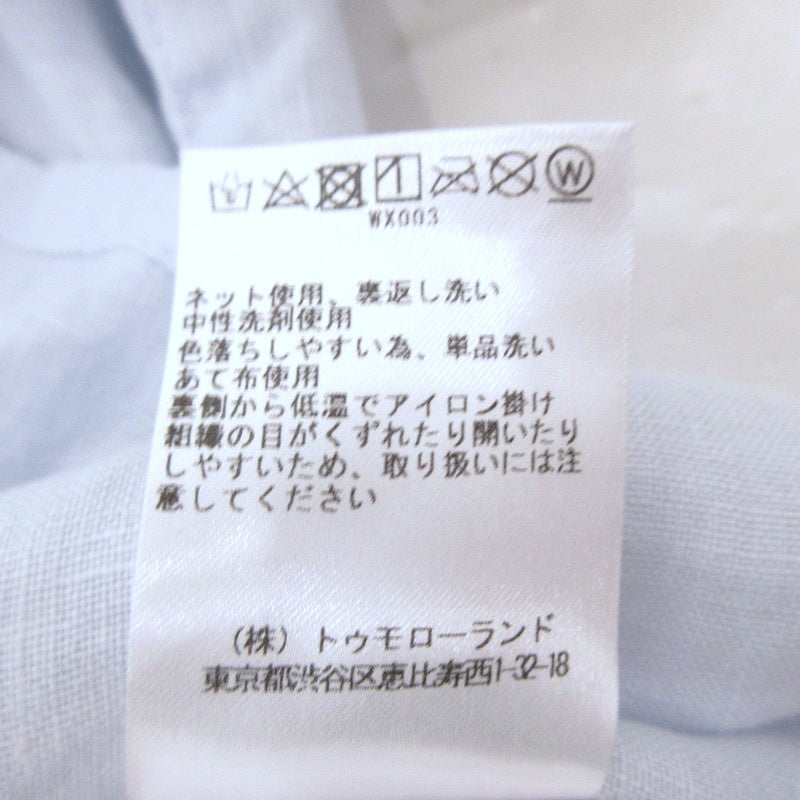 W
WX003
ネット使用、裏返し洗い
中性洗剤使用
色落ちしやすい為、単品洗い
あて布使用
裏側から低温でアイロン掛け
組織の目がくずれたり開いたり
しやすいため、取り扱いには注
意してください
(株)トゥモローランド
東京都渋谷区恵比寿西1-32-18